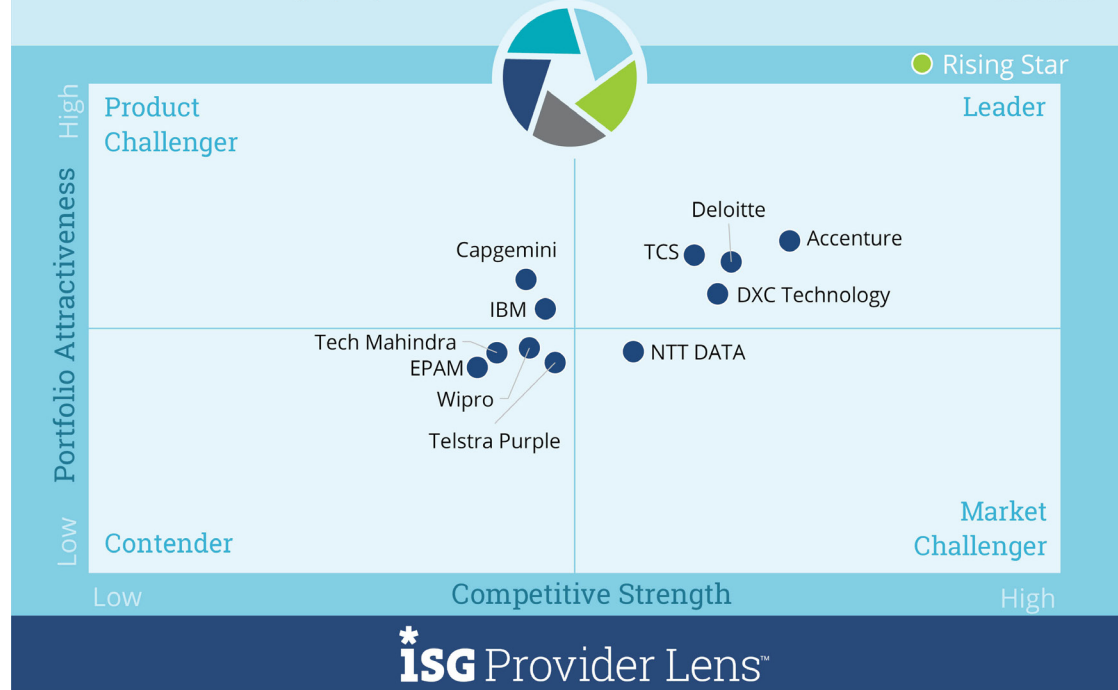 Rising Star
High
Product
Challenger
Leader
Portfolio Attractiveness
Deloitte
Accenture
TCS
Capgemini
DXC Technology
IBM
Tech Mahindra
NTT DATA
EPAM
Wipro
Telstra Purple
Low
Contender
Market
Challenger
Low
Competitive Strength
High
*isG Provider Lens™